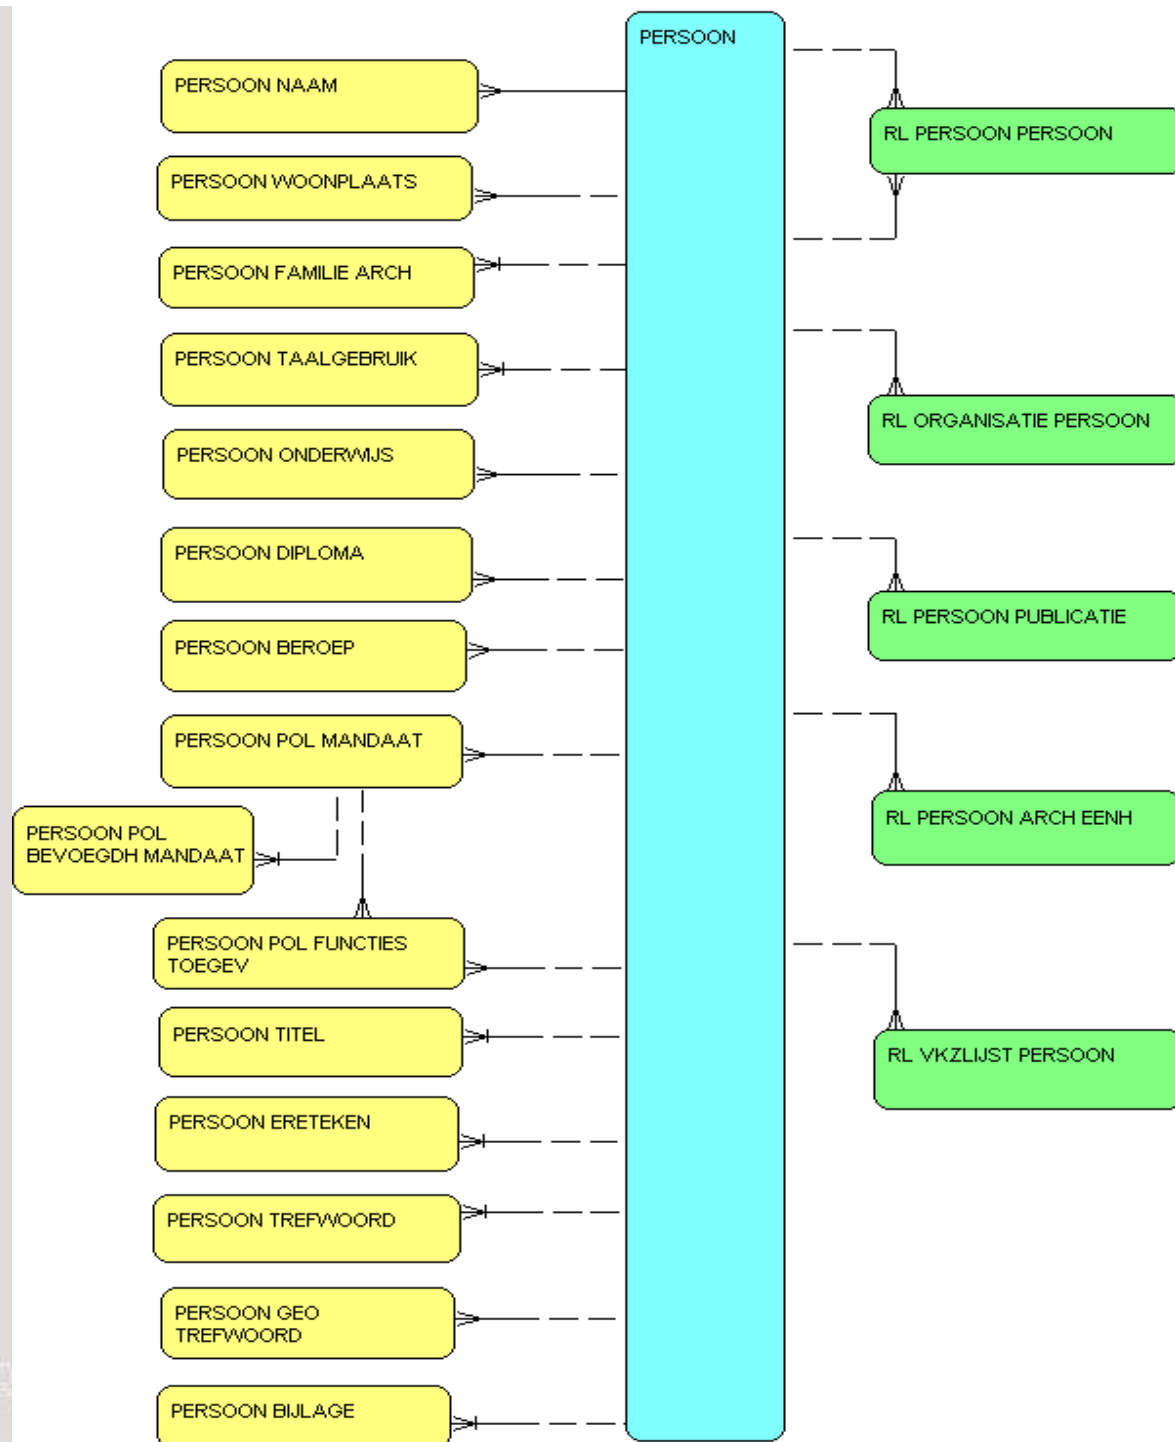 PERSOON
PERSOON NAAM
PERSOON WOONPLAATS
PERSOON FAMILIE ARCH
PERSOON TAALGEBRUIK
PERSOON ONDERWIJS
PERSOON DIPLOMA
PERSOON BEROEP
PERSOON POL MANDAAT
PERSOON POL
BEVOEGDH MANDAAT
PERSOON POL FUNCTIES
TOEGEV
PERSOON TITEL
PERSOON ERETEKEN
PERSOON TREFWOORD
PERSOON GEO
TREFWOORD
PERSOON BIJLAGE
RL PERSOON PERSOON
RL ORGANISATIE PERSOON
RL PERSOON PUBLICATIE
RL PERSOON ARCH EENH
RL VKZLIJST PERSOON